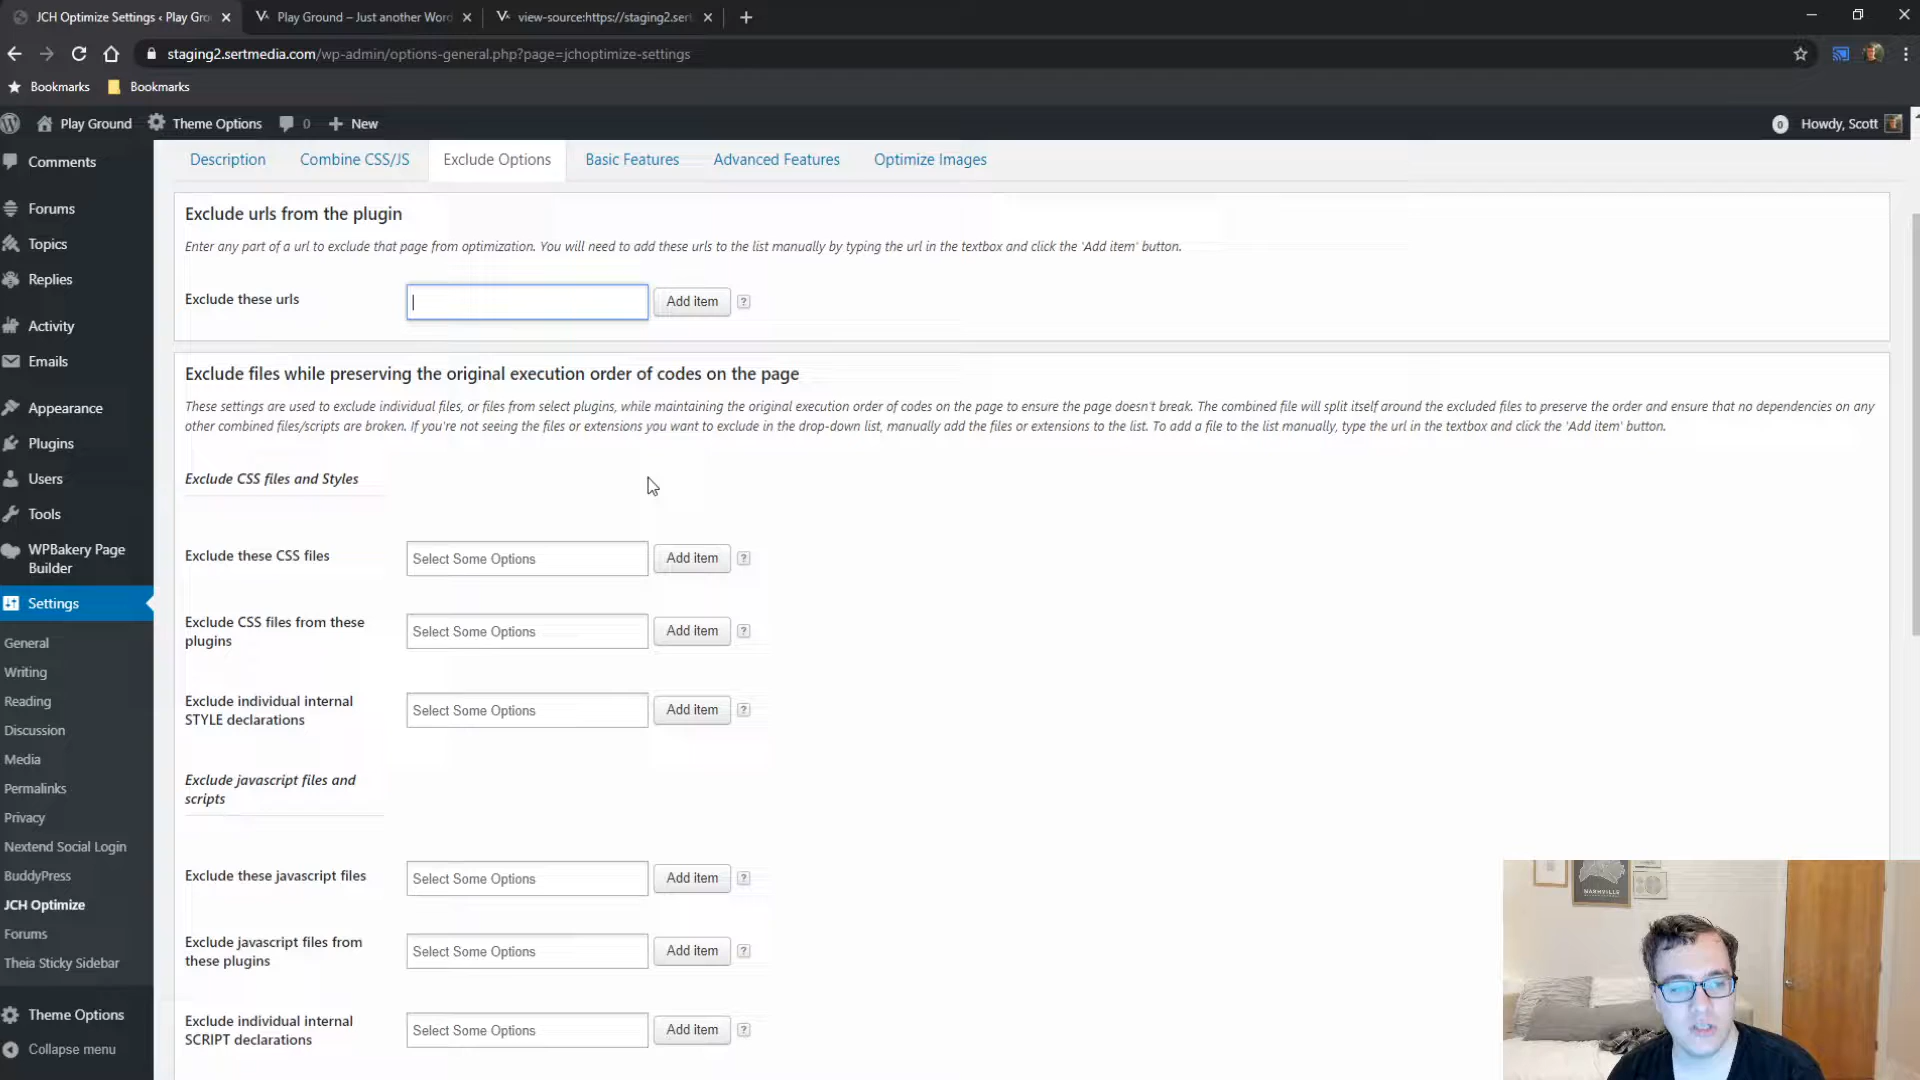 JCH Optimize Settings ‹ Play Gro
Play Ground – Just another Wor
view-source:https://staging2.sert
staging2.sertmedia.com/wp-admin/options-general.php?page=jchoptimize-settings
Bookmarks
Bookmarks
Play Ground
Theme Options
0
New
0
Howdy, Scott
Comments
Forums
Topics
Replies
Activity
Emails
Appearance
Plugins
Users
Tools
WPBakery Page
Builder
Settings
General
Writing
Reading
Discussion
Media
Permalinks
Privacy
Nextend Social Login
BuddyPress
JCH Optimize
Forums
Theia Sticky Sidebar
Theme Options
Collapse menu
Description
Combine CSS/JS
Exclude Options
Basic Features
Advanced Features
Optimize Images
Exclude urls from the plugin
Enter any part of a url to exclude that page from optimization. You will need to add these urls to the list manually by typing the url in the textbox and click the 'Add item' button.
Exclude these urls
Add item
?
Exclude files while preserving the original execution order of codes on the page
These settings are used to exclude individual files, or files from select plugins, while maintaining the original execution order of codes on the page to ensure the page doesn't break. The combined file will split itself around the excluded files to preserve the order and ensure that no dependencies on any
other combined files/scripts are broken. If you're not seeing the files or extensions you want to exclude in the drop-down list, manually add the files or extensions to the list. To add a file to the list manually, type the url in the textbox and click the 'Add item' button.
Exclude CSS files and Styles
Exclude these CSS files
Select Some Options
Add item
?
Exclude CSS files from these
plugins
Select Some Options
Add item
?
Exclude individual internal
STYLE declarations
Select Some Options
Add item
?
Exclude javascript files and
scripts
Exclude these javascript files
Select Some Options
Add item
?
Exclude javascript files from
these plugins
Select Some Options
Add item
?
Exclude individual internal
SCRIPT declarations
Select Some Options
Add item
?
NASHVILLE